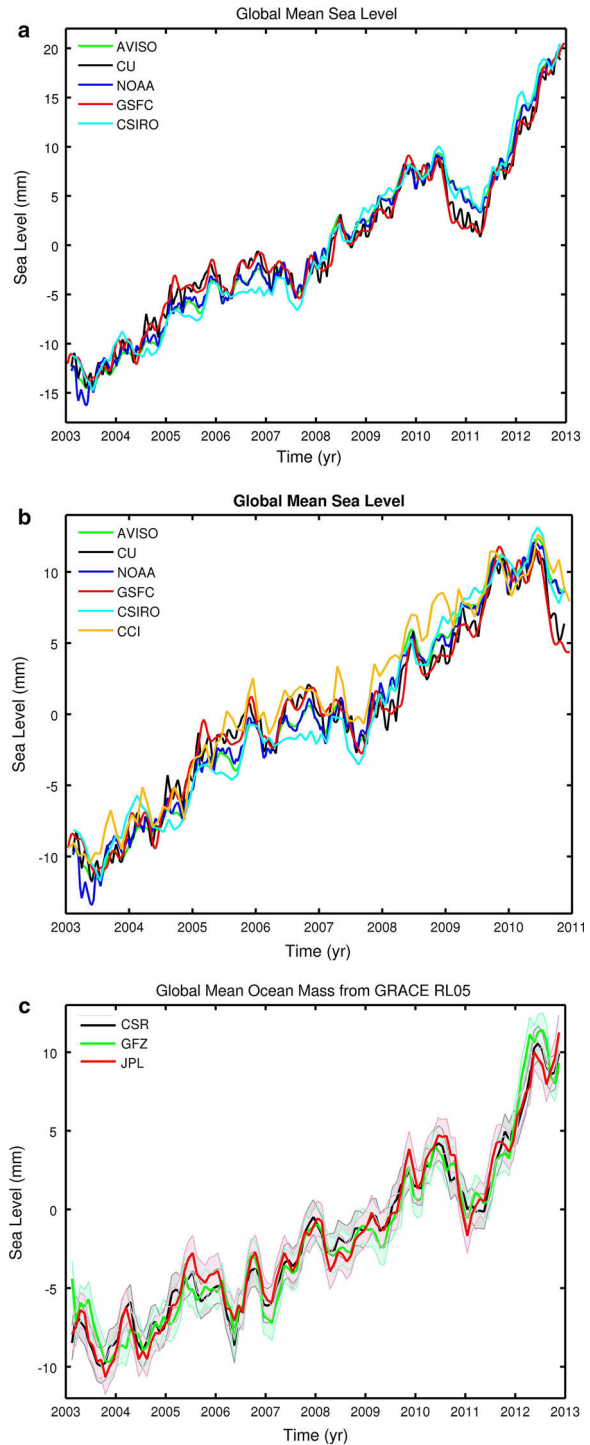 a
Global Mean Sea Level
AVISO
CU
NOAA
GSFC
CSIRO
20
15
10
5
0
-5
-10
-15
Sea Level (mm)
2003 2004 2005 2006 2007 2008 2009 2010 2011 2012 2013
Time (yr)
b
Global Mean Sea Level
AVISO
CU
NOAA
GSFC
CSIRO
CCI
10
5
0
-5
-10
Sea Level (mm)
2003 2004 2005 2006 2007 2008 2009 2010 2011
Time (yr)
c
Global Mean Ocean Mass from GRACE RL05
CSR
GFZ
JPL
10
5
0
-5
-10
Sea Level (mm)
2003 2004 2005 2006 2007 2008 2009 2010 2011 2012 2013
Time (yr)